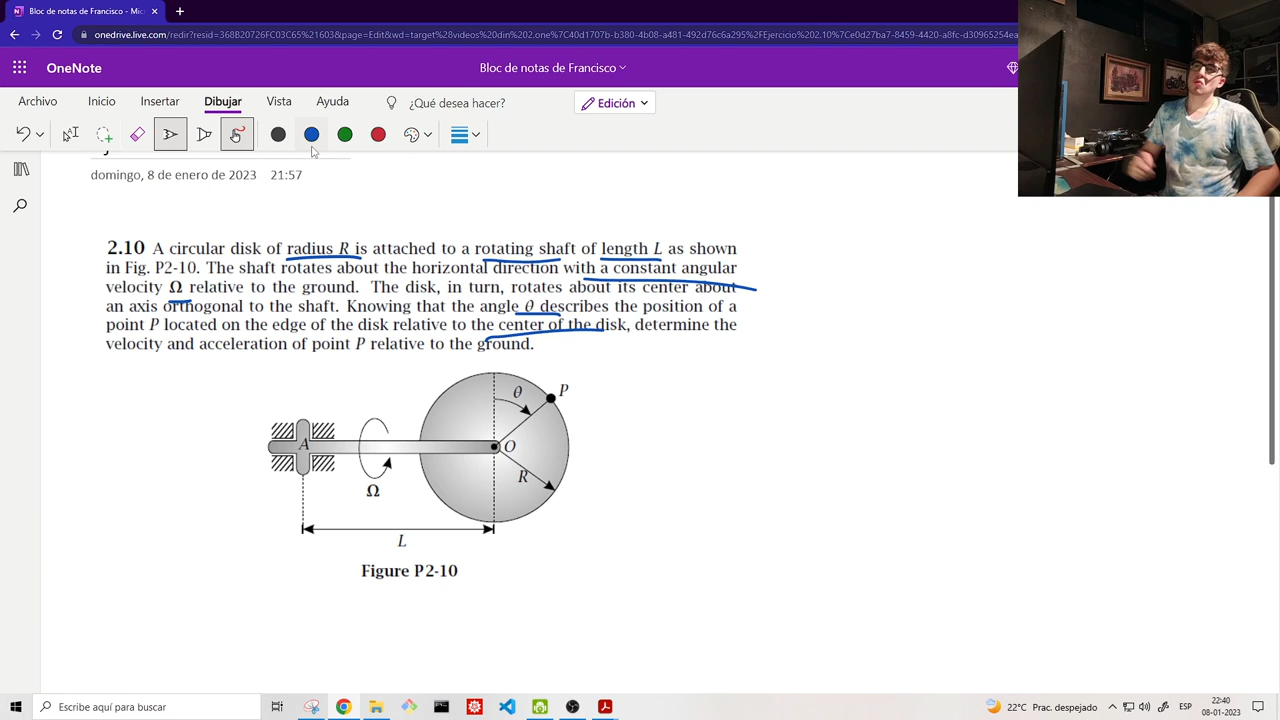 Bloc de notas de Francisco - Mic
onedrive.live.com/redir?resid=368B20726FC03C65%21603&page=Edit&wd=target%28videos%20din%202.one%7C40d1707b-b380-4b08-a481-492d76c6a295%2FEjercicio%202.10%7Ce0d27ba7-8459-4420-a8fc-d30965254ea
OneNote
Bloc de notas de Francisco
Archivo Inicio Insertar Dibujar Vista Ayuda ¿Qué desea hacer? Edición
domingo, 8 de enero de 2023 21:57
2.10 A circular disk of radius R is attached to a rotating shaft of length L as shown
in Fig. P2-10. The shaft rotates about the horizontal direction with a constant angular
velocity Ω relative to the ground. The disk, in turn, rotates about its center about
an axis orthogonal to the shaft. Knowing that the angle θ describes the position of a
point P located on the edge of the disk relative to the center of the disk, determine the
velocity and acceleration of point P relative to the ground.
θ
P
A
O
R
Ω
L
Figure P2-10
Escribe aquí para buscar
22°C Prac. despejado
ESP
22:40
08-01-2023